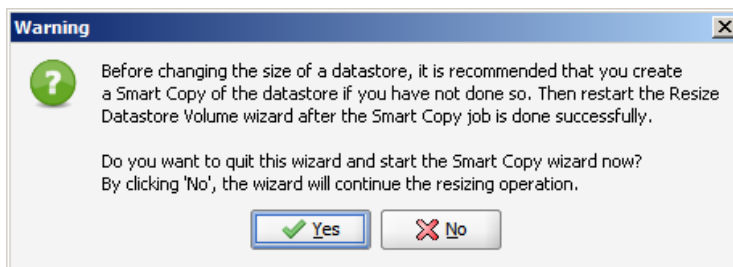 Warning
Before changing the size of a datastore, it is recommended that you create
a Smart Copy of the datastore if you have not done so. Then restart the Resize
Datastore Volume wizard after the Smart Copy job is done successfully.
Do you want to quit this wizard and start the Smart Copy wizard now?
By clicking 'No', the wizard will continue the resizing operation.
Yes No